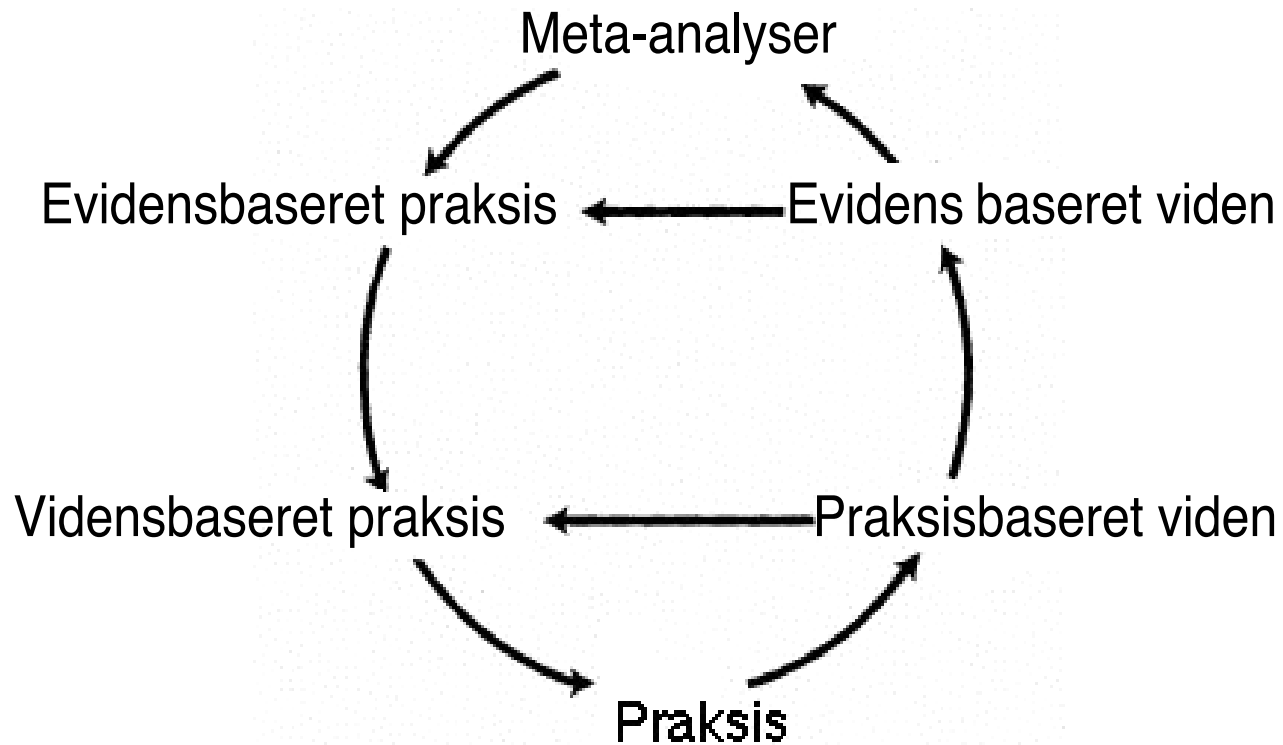 Meta-analyser
Evidensbaseret praksis
Evidens baseret viden
Vidensbaseret praksis
Praksisbaseret viden
Praksis